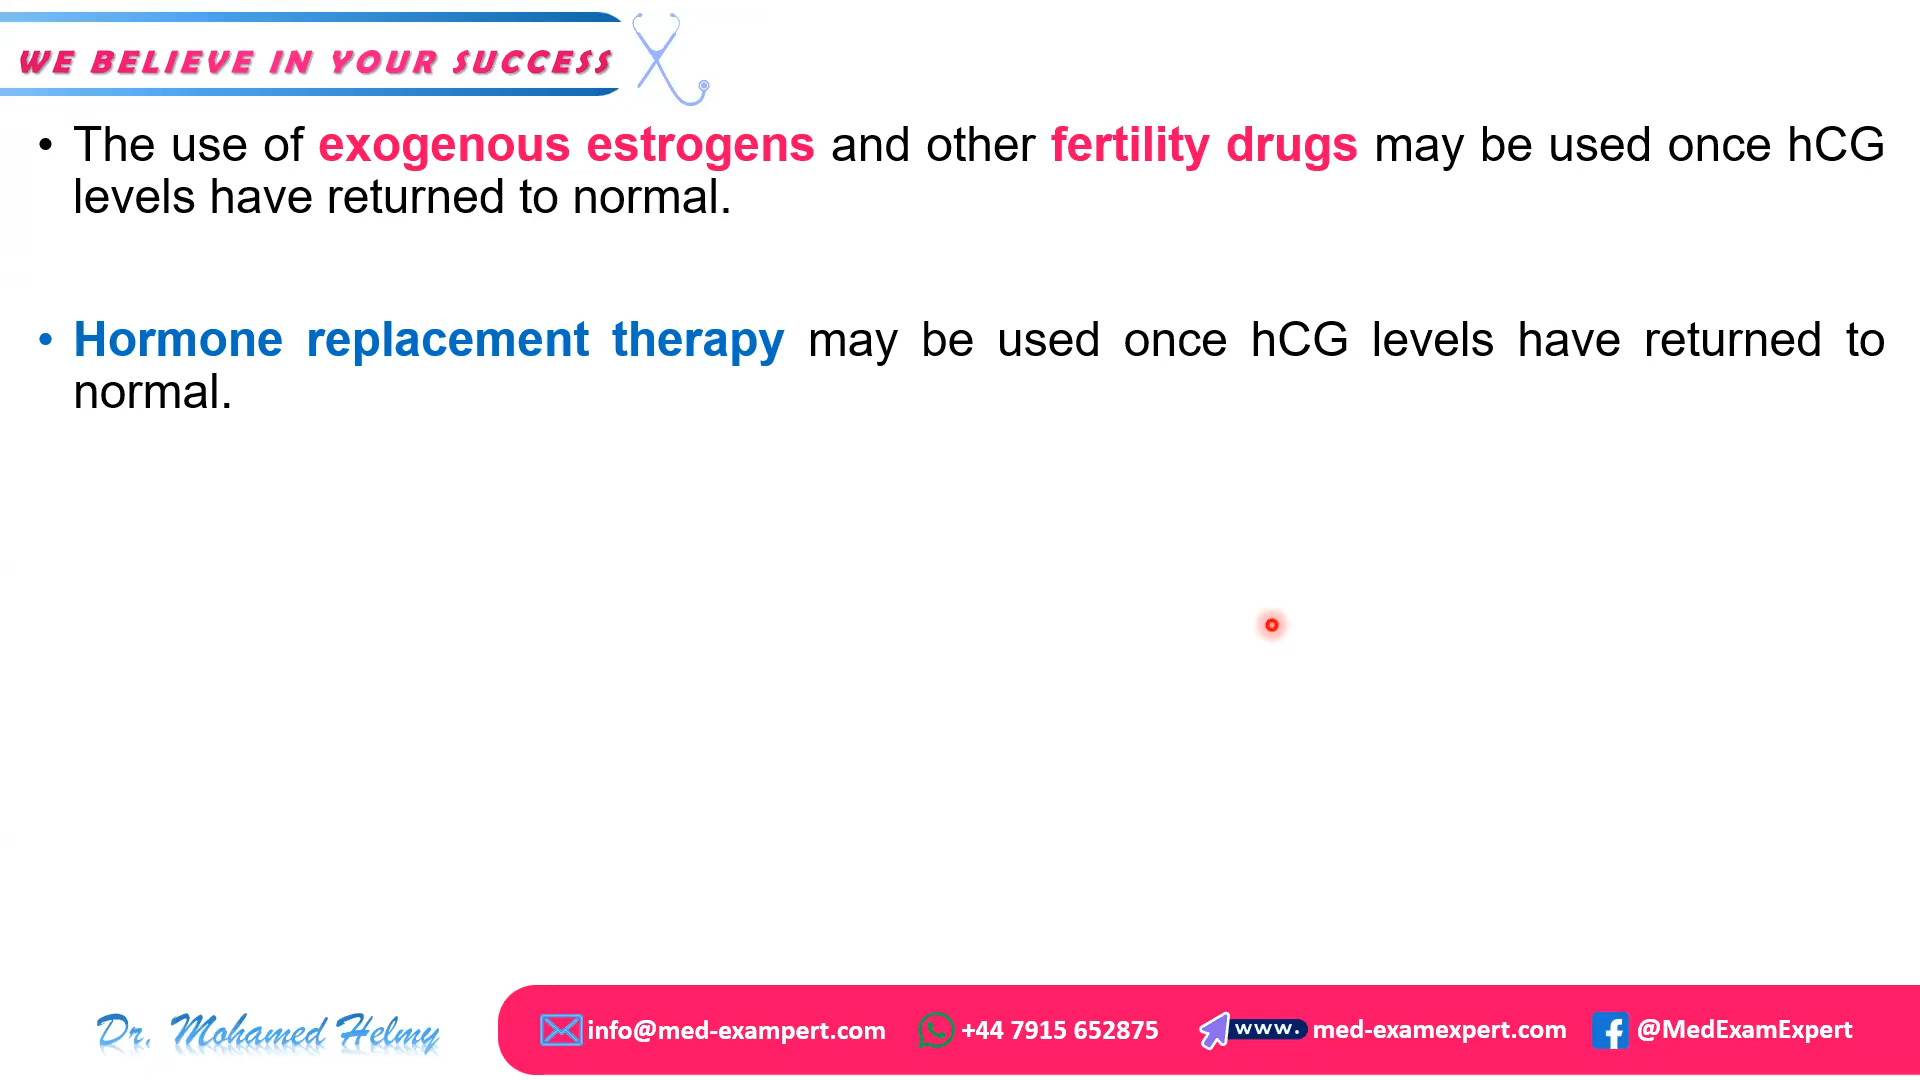 WE BELIEVE IN YOUR SUCCESS
• The use of exogenous estrogens and other fertility drugs may be used once hCG
levels have returned to normal.
• Hormone replacement therapy may be used once hCG levels have returned to
normal.
Dr. Mohamed Helmy
info@med-exampert.com +44 7915 652875 www. med-examexpert.com @MedExamExpert